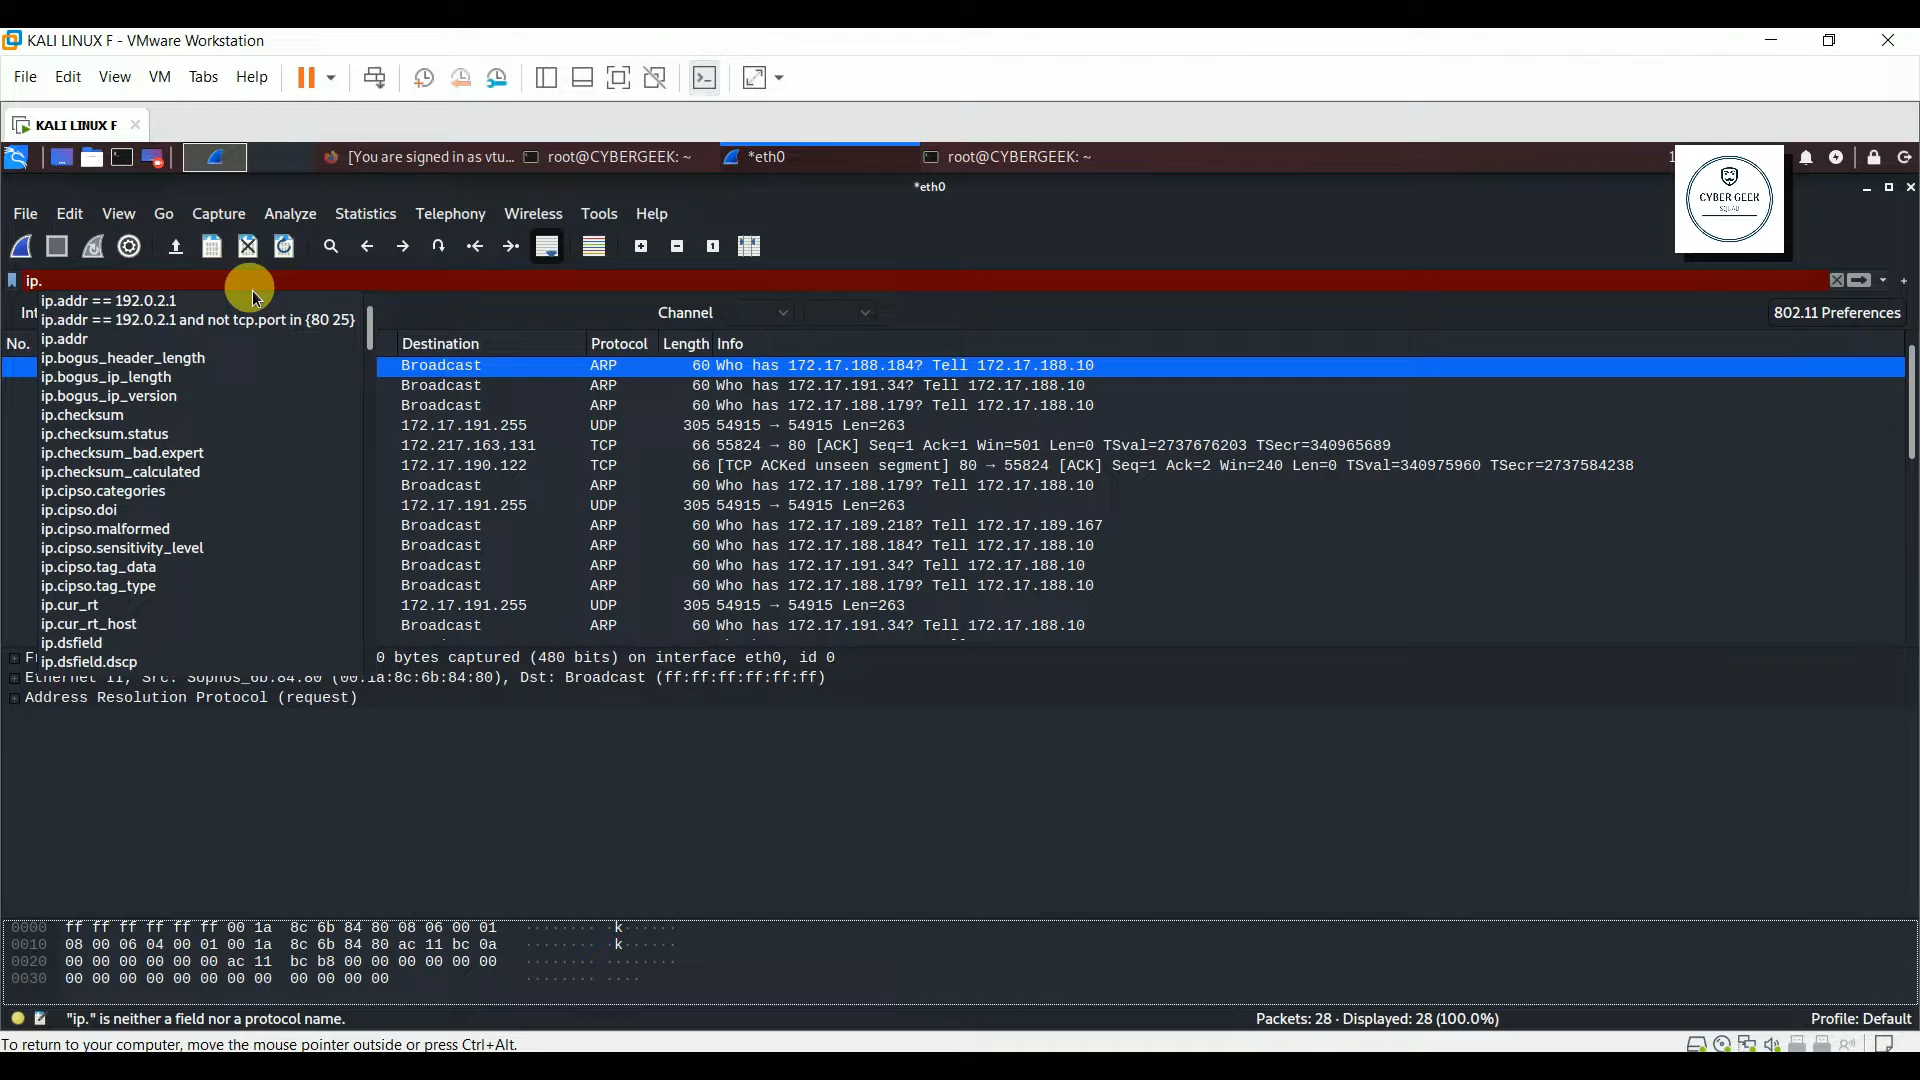 KALI LINUX F - VMware Workstation
File Edit View VM Tabs Help
KALI LINUX F
[You are signed in as vtu... root@CYBERGEEK: ~ *eth0 root@CYBERGEEK: ~
*eth0
CYBER GEEK
SQUAD
File Edit View Go Capture Analyze Statistics Telephony Wireless Tools Help
ip.
ip.addr == 192.0.2.1
Channel 802.11 Preferences
ip.addr == 192.0.2.1 and not tcp.port in {80 25}
ip.addr
No. Destination Protocol Length Info
ip.bogus_header_length
ip.bogus_ip_length
ip.bogus_ip_version
ip.checksum
ip.checksum.status
ip.checksum_bad.expert
ip.checksum_calculated
ip.cipso.categories
ip.cipso.doi
ip.cipso.malformed
ip.cipso.sensitivity_level
ip.cipso.tag_data
ip.cipso.tag_type
ip.cur_rt
ip.cur_rt_host
ip.dsfield
ip.dsfield.dscp
Broadcast ARP 60 Who has 172.17.188.184? Tell 172.17.188.10
Broadcast ARP 60 Who has 172.17.191.34? Tell 172.17.188.10
Broadcast ARP 60 Who has 172.17.188.179? Tell 172.17.188.10
172.17.191.255 UDP 305 54915 → 54915 Len=263
172.217.163.131 TCP 66 55824 → 80 [ACK] Seq=1 Ack=1 Win=501 Len=0 TSval=2737676203 TSecr=340965689
172.17.190.122 TCP 66 [TCP ACKed unseen segment] 80 → 55824 [ACK] Seq=1 Ack=2 Win=240 Len=0 TSval=340975960 TSecr=2737584238
Broadcast ARP 60 Who has 172.17.188.179? Tell 172.17.188.10
172.17.191.255 UDP 305 54915 → 54915 Len=263
Broadcast ARP 60 Who has 172.17.189.218? Tell 172.17.189.167
Broadcast ARP 60 Who has 172.17.188.184? Tell 172.17.188.10
Broadcast ARP 60 Who has 172.17.191.34? Tell 172.17.188.10
Broadcast ARP 60 Who has 172.17.188.179? Tell 172.17.188.10
172.17.191.255 UDP 305 54915 → 54915 Len=263
Broadcast ARP 60 Who has 172.17.191.34? Tell 172.17.188.10
0 bytes captured (480 bits) on interface eth0, id 0
Ethernet II, Src: Sophos_6b:84:80 (00:1a:8c:6b:84:80), Dst: Broadcast (ff:ff:ff:ff:ff:ff)
Address Resolution Protocol (request)
0000 ff ff ff ff ff ff 00 1a 8c 6b 84 80 08 06 00 01 ········ ·k······
0010 08 00 06 04 00 01 00 1a 8c 6b 84 80 ac 11 bc 0a ········ ·k······
0020 00 00 00 00 00 00 ac 11 bc b8 00 00 00 00 00 00 ········ ········
0030 00 00 00 00 00 00 00 00 00 00 00 00 ········ ····
"ip." is neither a field nor a protocol name. Packets: 28 · Displayed: 28 (100.0%) Profile: Default
To return to your computer, move the mouse pointer outside or press Ctrl+Alt.